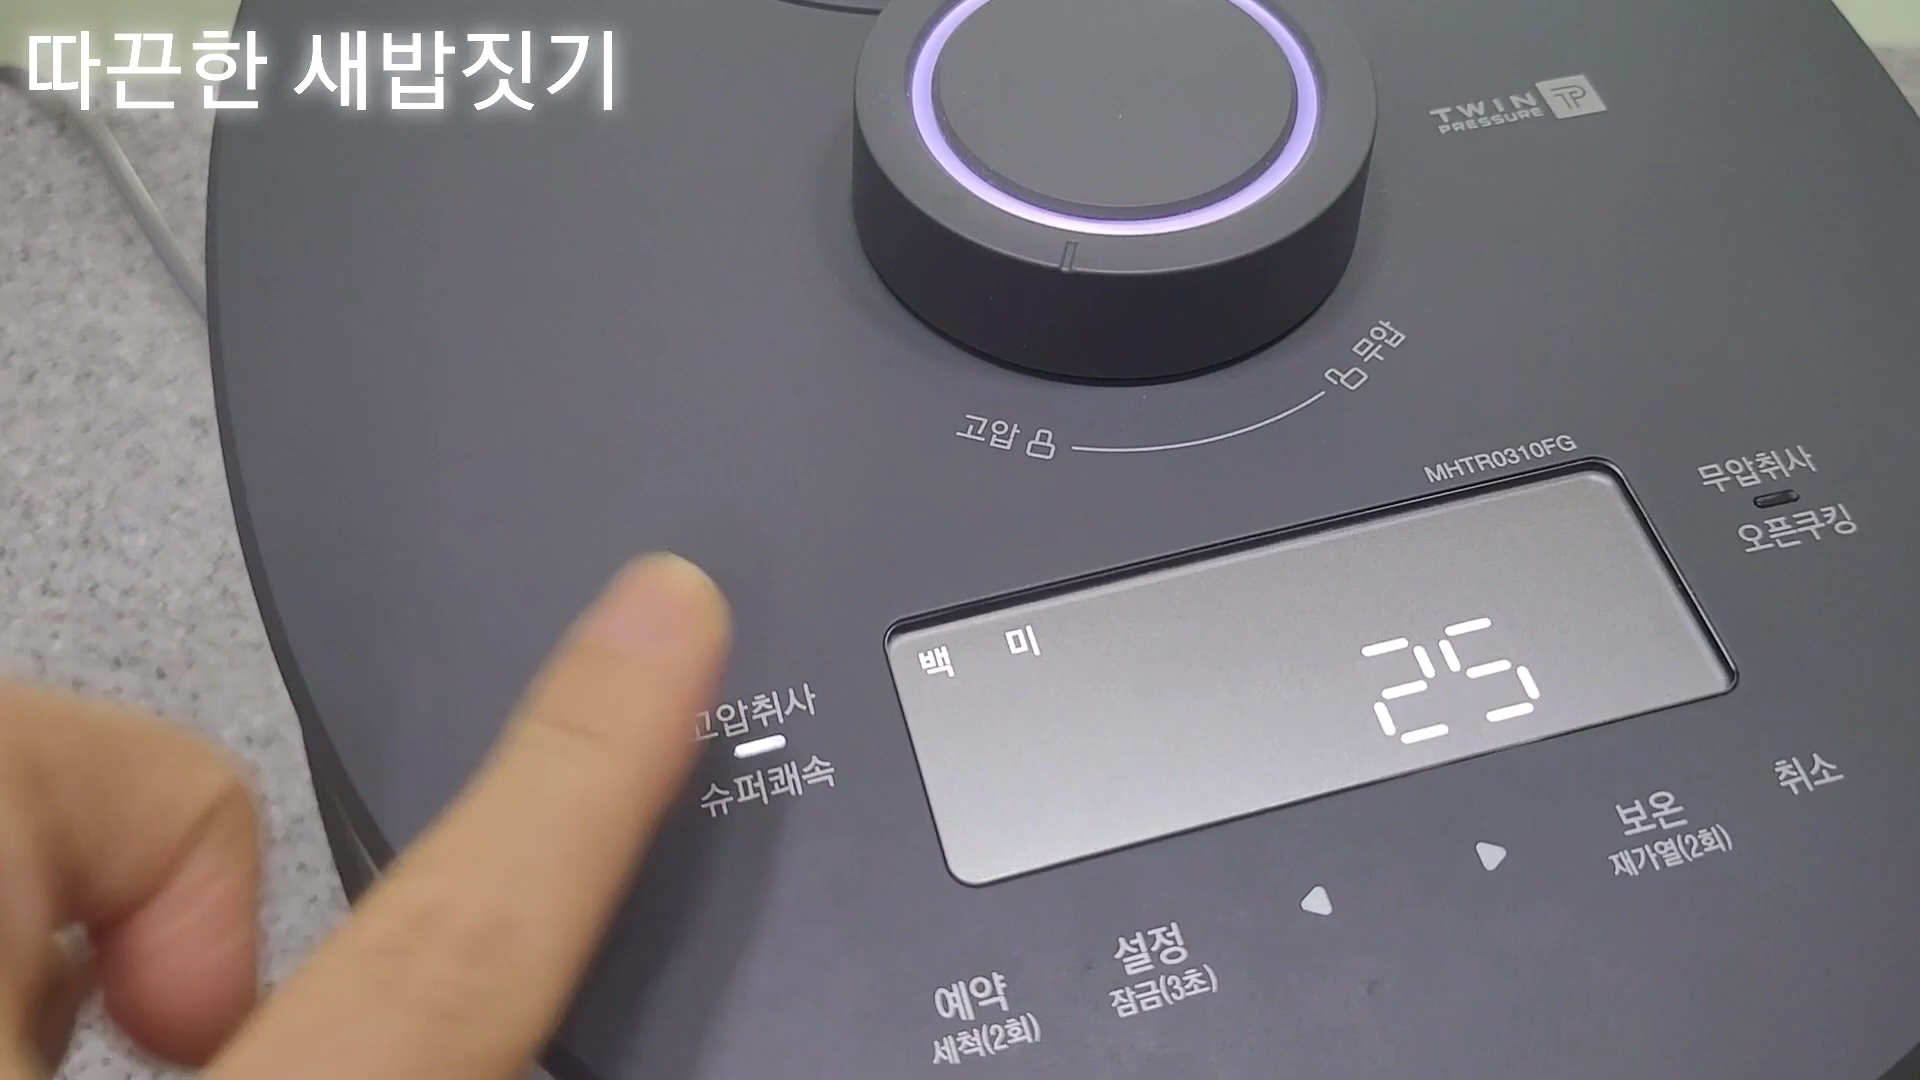 따끈한 새밥짓기
TWIN
PRESSURE TP
고압
무압
MHTR0310FG
무압취사
오픈쿠킹
백 미
25
고압취사
슈퍼쾌속
취소
보온
재가열(2회)
설정
잠금(3초)
예약
세척(2회)